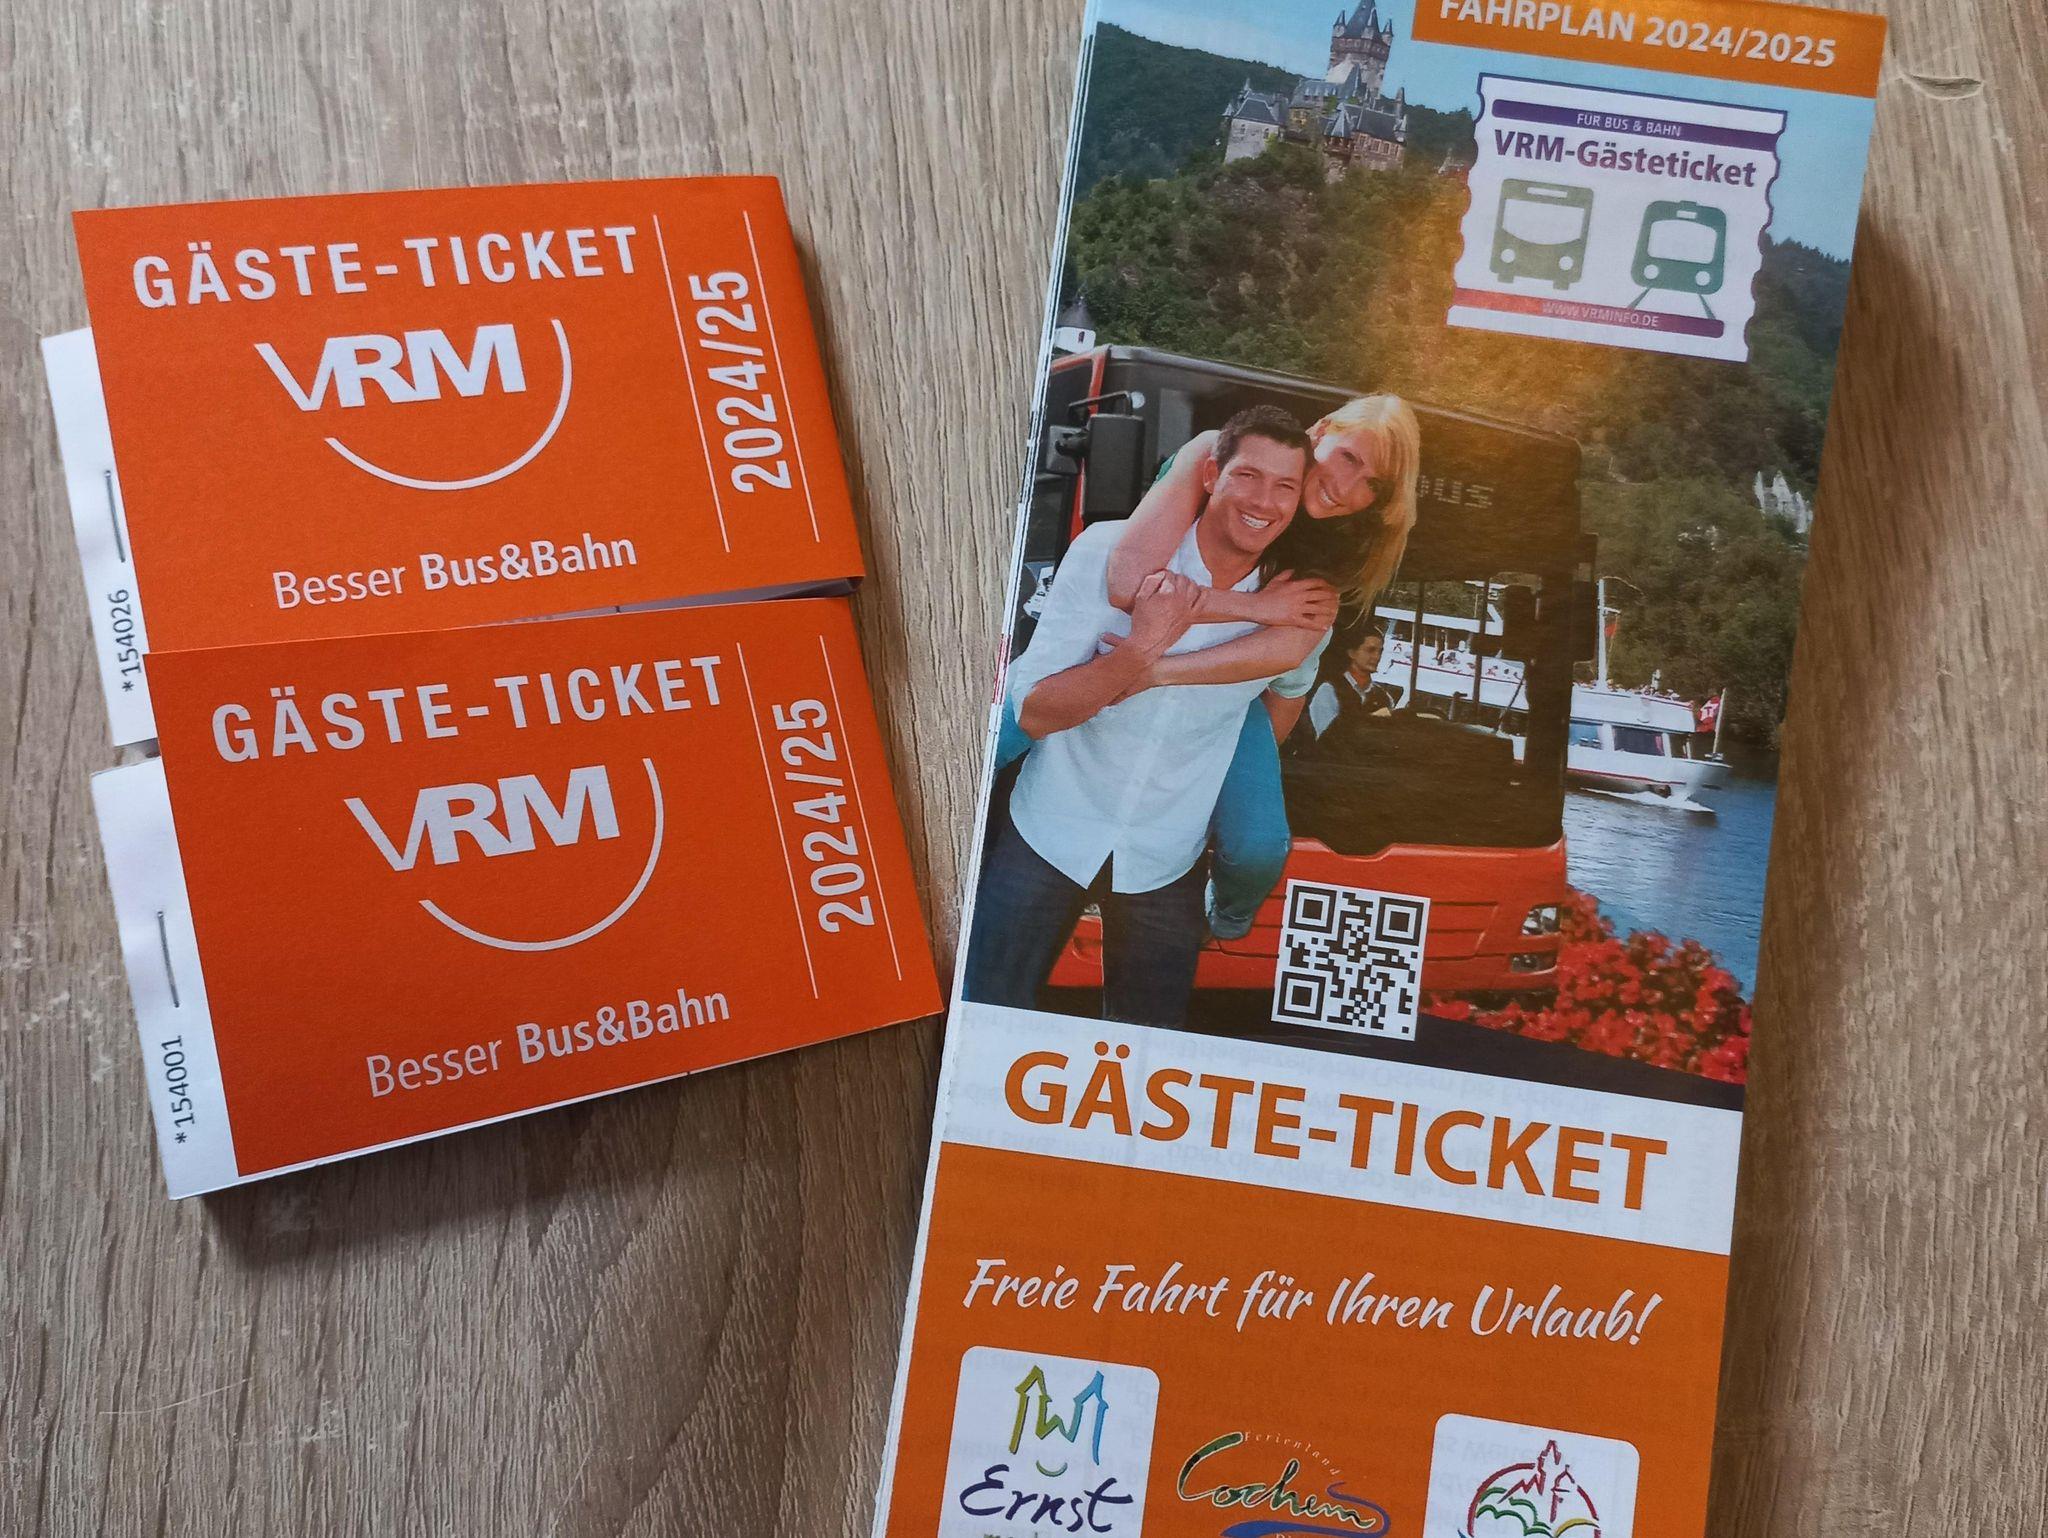 GÄSTE-TICKET
VRM
2024/25
Besser Bus&Bahn
*154026
GÄSTE-TICKET
VRM
2024/25
Besser Bus&Bahn
*154001
FAHRPLAN 2024/2025
FÜR BUS & BAHN
VRM-Gästeticket
WWW.VRMINFO.DE
GÄSTE-TICKET
Freie Fahrt für Ihren Urlaub!
Ernst
Ferienland
Cochem